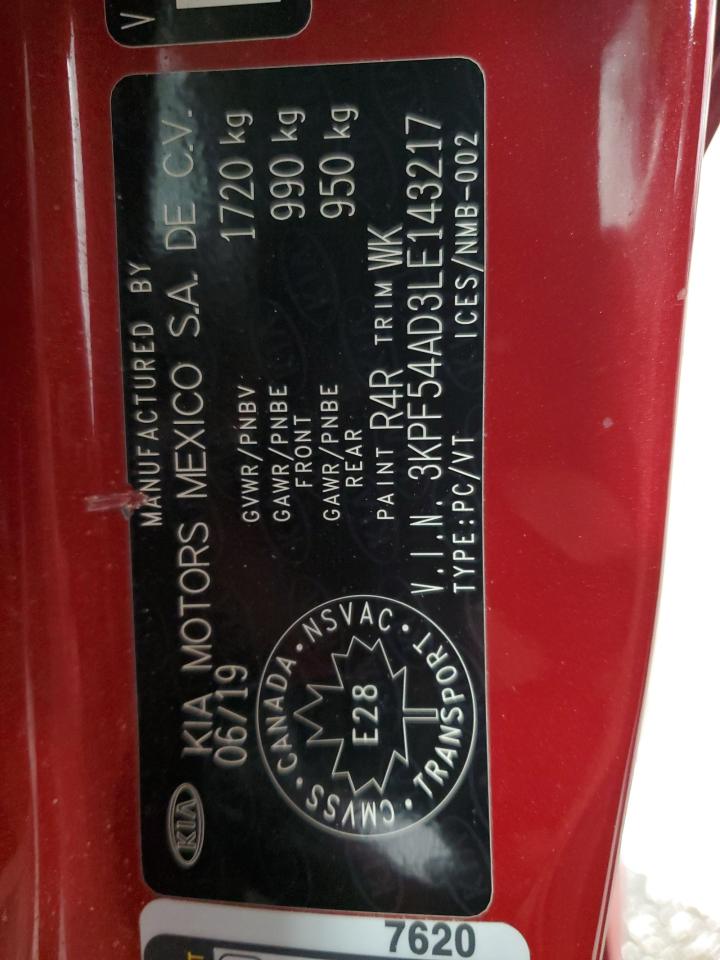 V
MANUFACTURED BY
KIA MOTORS MEXICO S.A. DE C.V.
06/19
GVWR/PNBV 1720 kg
GAWR/PNBE FRONT 990 kg
GAWR/PNBE REAR 950 kg
PAINT R4R TRIM WK
V.I.N. 3KPF54AD3LE143217
TYPE:PC/VT ICES/NMB-002
KIA
CANADA • NSVAC • TRANSPORT • CMVSS •
E28
7620